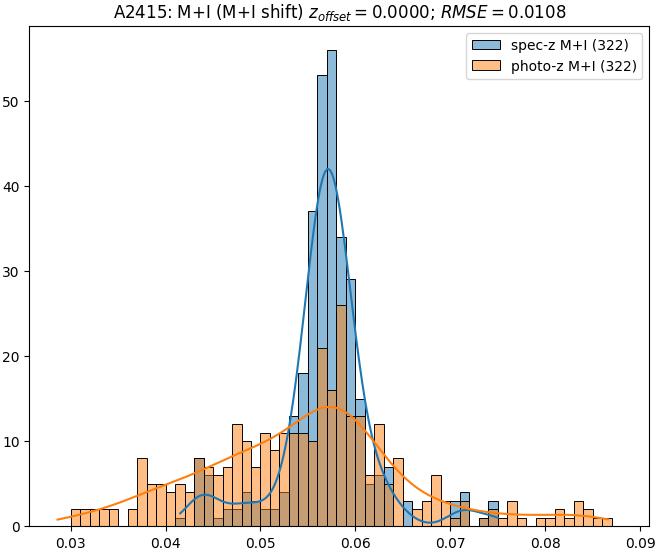 A2415: M+I (M+I shift) z_offset = 0.0000; RMSE = 0.0108
spec-z M+I (322)
photo-z M+I (322)
50
40
30
20
10
0
0.03 0.04 0.05 0.06 0.07 0.08 0.09